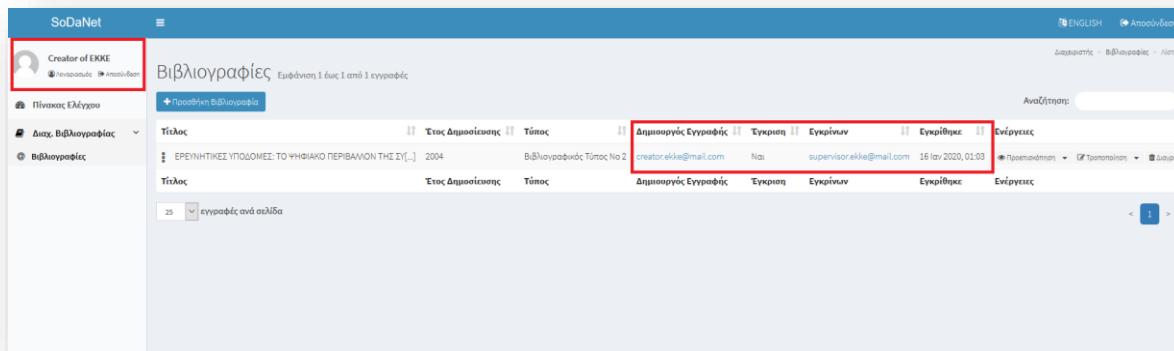 SoDaNet
ENGLISH Αποσύνδεση
Creator of EKKE
Λογαριασμός Αποσύνδεση
Διαχειριστής - Βιβλιογραφίες -
Βιβλιογραφίες Εμφάνιση 1 έως 1 από 1 εγγραφές
Πίνακας Ελέγχου
Προσθήκη Βιβλιογραφία
Αναζήτηση:
Διαχ. Βιβλιογραφίας
Τίτλος Έτος Δημοσίευσης Τύπος Δημιουργός Εγγραφής Έγκριση Εγκρίνων Εγκρίθηκε Ενέργειες
Βιβλιογραφίες
ΕΡΕΥΝΗΤΙΚΕΣ ΥΠΟΔΟΜΕΣ: ΤΟ ΨΗΦΙΑΚΟ ΠΕΡΙΒΑΛΛΟΝ ΤΗΣ ΣΥ[...] 2004 Βιβλιογραφικός Τύπος Νο 2 creator.ekke@mail.com Ναι supervisor.ekke@mail.com 16 Ιαν 2020, 01:03 Προεπισκόπηση Τροποποίηση
Τίτλος Έτος Δημοσίευσης Τύπος Δημιουργός Εγγραφής Έγκριση Εγκρίνων Εγκρίθηκε Ενέργειες
25 εγγραφές ανά σελίδα
< 1 >